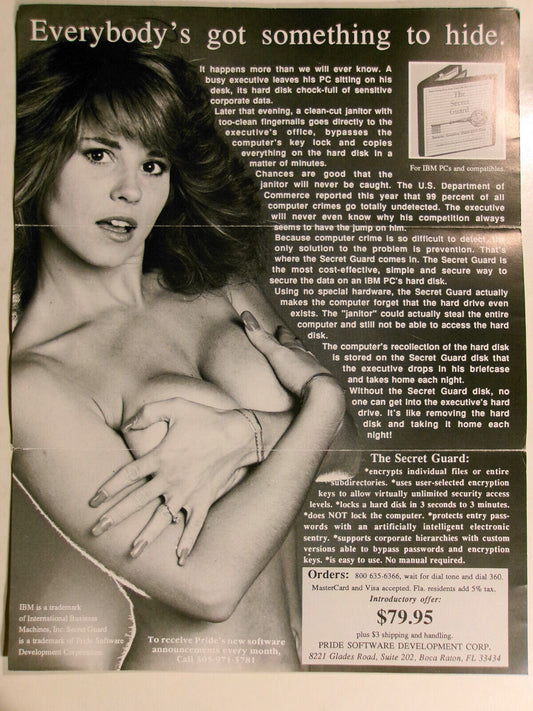 Everybody's got something to hide.
It happens more than we will ever know. A
busy executive leaves his PC sitting on his
desk, its hard disk chock-full of sensitive
corporate data.
Later that evening, a clean-cut janitor with
too-clean fingernails goes directly to the
executive's office, bypasses the
computer's key lock and copies
everything on the hard disk in a
matter of minutes.
Chances are good that the
janitor will never be caught. The U.S. Department of
Commerce reported this year that 99 percent of all
computer crimes go totally undetected. The executive
will never even know why his competition always
seems to have the jump on him.
Because computer crime is so difficult to detect, the
only solution to the problem is prevention. That's
where the Secret Guard comes in. The Secret Guard is
the most cost-effective, simple and secure way to
secure the data on an IBM PC's hard disk.
Using no special hardware, the Secret Guard actually
makes the computer forget that the hard drive even
exists. The "janitor" could actually steal the entire
computer and still not be able to access the hard
disk.
The computer's recollection of the hard disk
is stored on the Secret Guard disk that
the executive drops in his briefcase
and takes home each night.
Without the Secret Guard disk, no
one can get into the executive's hard
drive. It's like removing the hard
disk and taking it home each
night!
The
Secret
Guard
For IBM PCs and compatibles.
The Secret Guard:
*encrypts individual files or entire
subdirectories. *uses user-selected encryption
keys to allow virtually unlimited security access
levels. *locks a hard disk in 3 seconds to 3 minutes.
*does NOT lock the computer. *protects entry pass-
words with an artificially intelligent electronic
sentry. *supports corporate hierarchies with custom
versions able to bypass passwords and encryption
keys. *is easy to use. No manual required.
Orders: 800 635-6366, wait for dial tone and dial 360.
MasterCard and Visa accepted. Fla. residents add 5% tax.
Introductory offer:
$79.95
plus $3 shipping and handling.
PRIDE SOFTWARE DEVELOPMENT CORP.
8221 Glades Road, Suite 202, Boca Raton, FL 33434
IBM is a trademark
of International Business
Machines, Inc. Secret Guard
is a trademark of Pride Software
Development Corporation.
To receive Pride's new software
announcements every month,
Call 305-971-5781